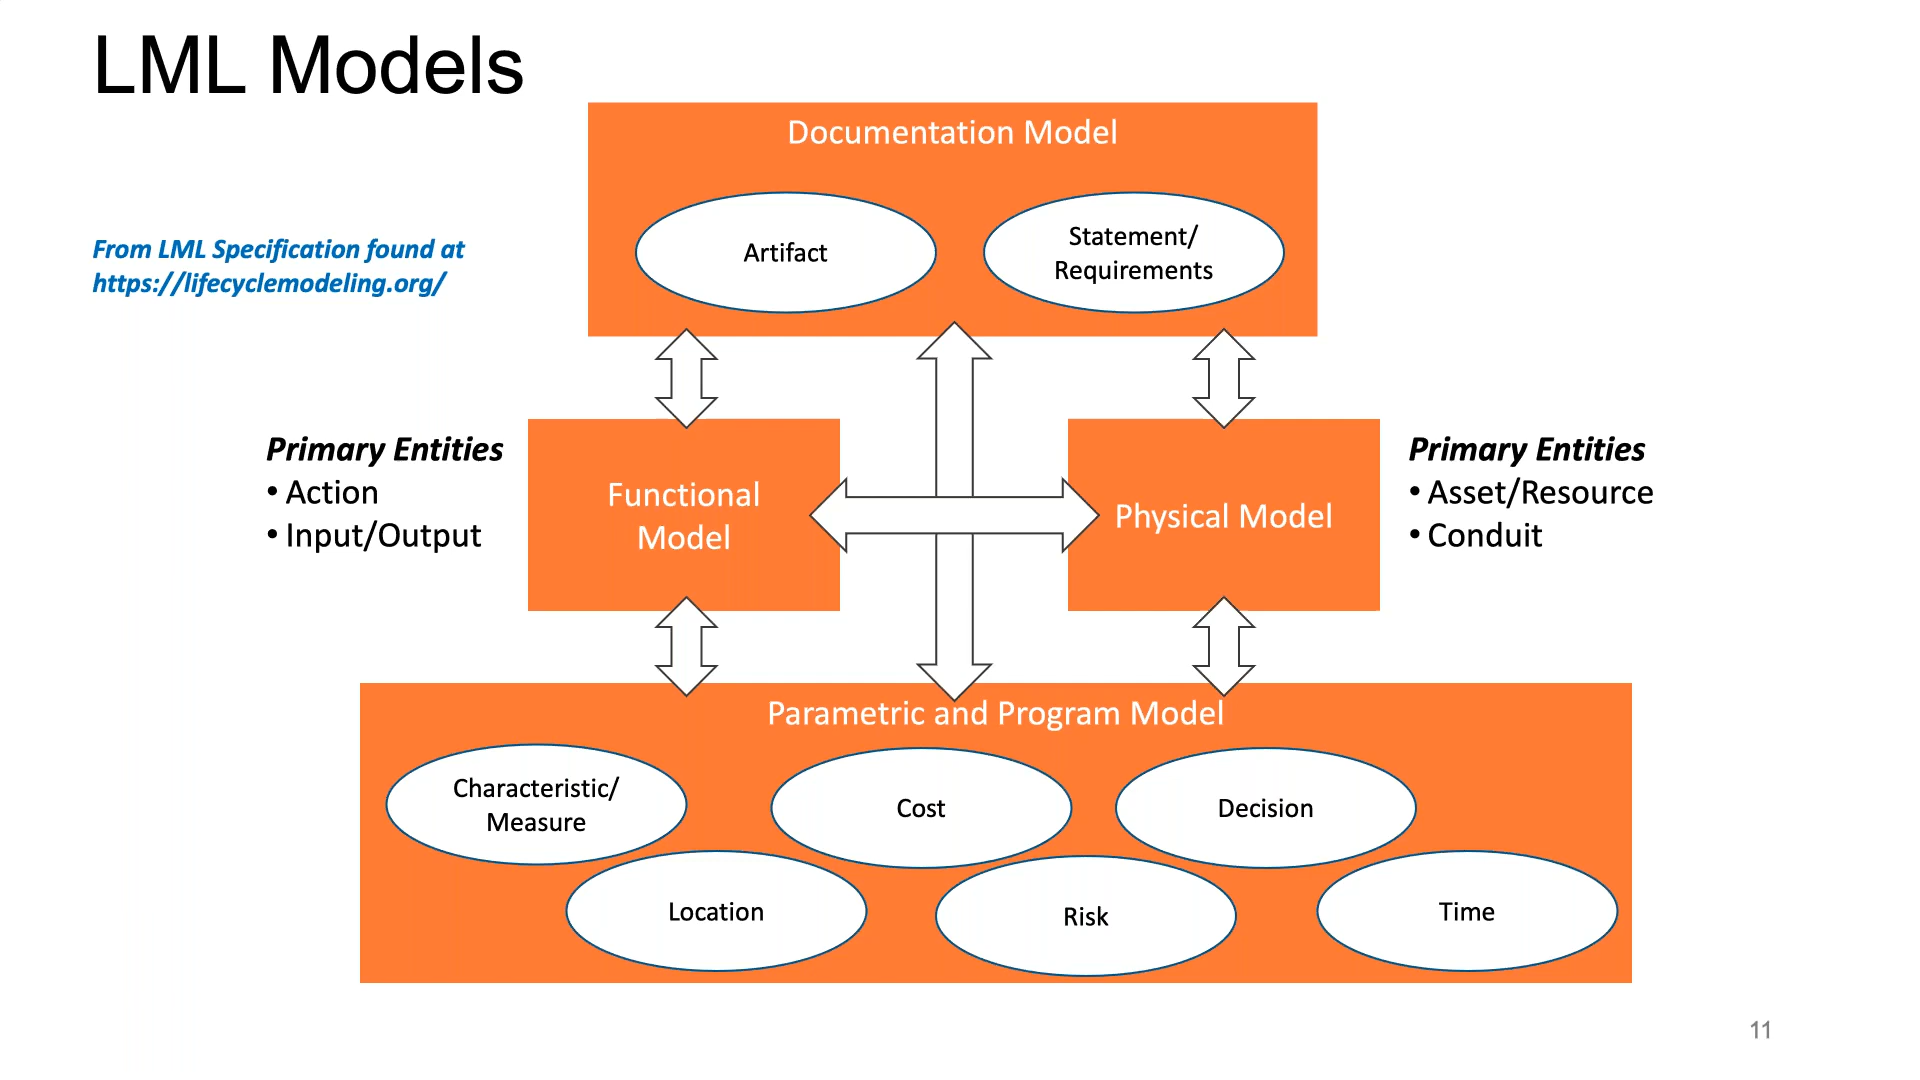 LML Models
Documentation Model
Artifact
Statement/
Requirements
From LML Specification found at
https://lifecyclemodeling.org/
Primary Entities
• Action
• Input/Output
Functional
Model
Physical Model
Primary Entities
• Asset/Resource
• Conduit
Parametric and Program Model
Characteristic/
Measure
Cost
Decision
Location
Risk
Time
11